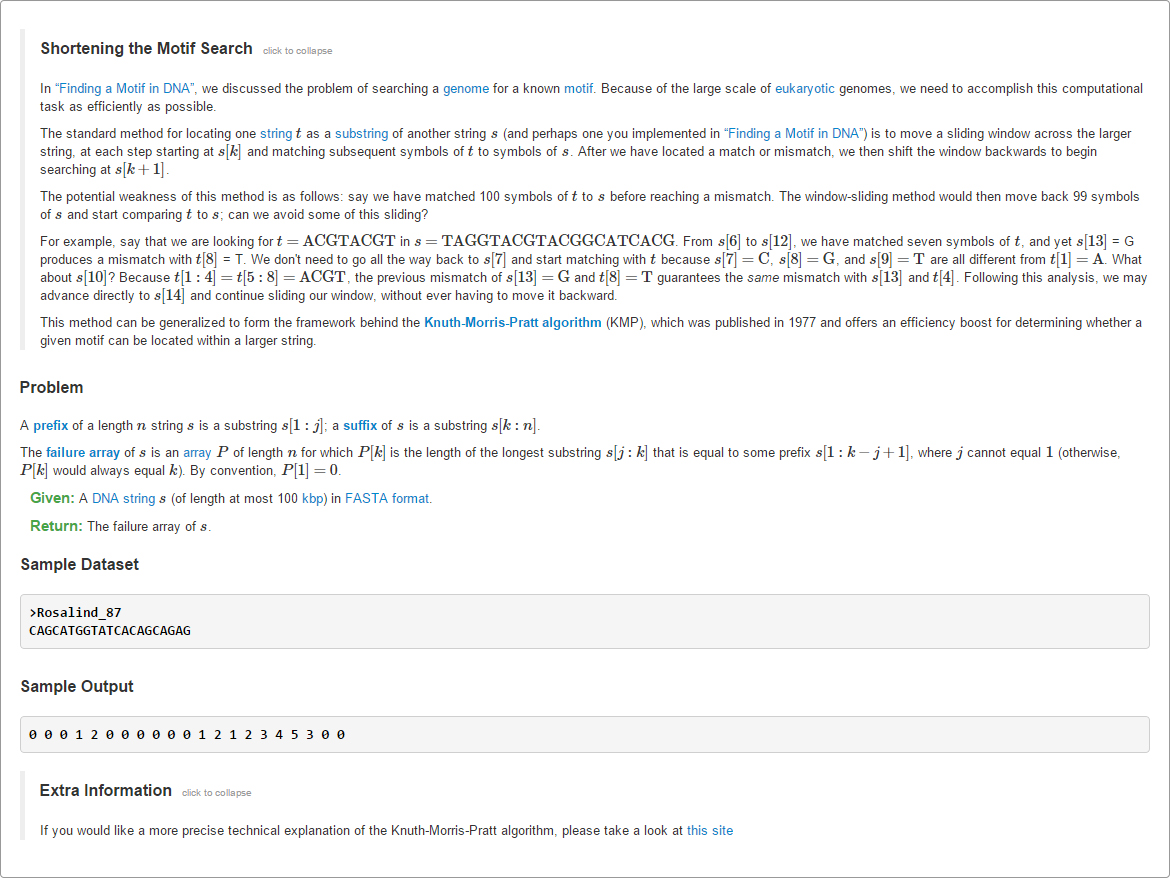 Shortening the Motif Search click to collapse
In “Finding a Motif in DNA”, we discussed the problem of searching a genome for a known motif. Because of the large scale of eukaryotic genomes, we need to accomplish this computational
task as efficiently as possible.
The standard method for locating one string t as a substring of another string s (and perhaps one you implemented in “Finding a Motif in DNA”) is to move a sliding window across the larger
string, at each step starting at s[k] and matching subsequent symbols of t to symbols of s. After we have located a match or mismatch, we then shift the window backwards to begin
searching at s[k + 1].
The potential weakness of this method is as follows: say we have matched 100 symbols of t to s before reaching a mismatch. The window-sliding method would then move back 99 symbols
of s and start comparing t to s; can we avoid some of this sliding?
For example, say that we are looking for t = ACGTACGT in s = TAGGTACGTACGGCATCACG. From s[6] to s[12], we have matched seven symbols of t, and yet s[13] = G
produces a mismatch with t[8] = T. We don't need to go all the way back to s[7] and start matching with t because s[7] = C, s[8] = G, and s[9] = T are all different from t[1] = A. What
about s[10]? Because t[1 : 4] = t[5 : 8] = ACGT, the previous mismatch of s[13] = G and t[8] = T guarantees the same mismatch with s[13] and t[4]. Following this analysis, we may
advance directly to s[14] and continue sliding our window, without ever having to move it backward.
This method can be generalized to form the framework behind the Knuth-Morris-Pratt algorithm (KMP), which was published in 1977 and offers an efficiency boost for determining whether a
given motif can be located within a larger string.
Problem
A prefix of a length n string s is a substring s[1 : j]; a suffix of s is a substring s[k : n].
The failure array of s is an array P of length n for which P[k] is the length of the longest substring s[j : k] that is equal to some prefix s[1 : k − j + 1], where j cannot equal 1 (otherwise,
P[k] would always equal k). By convention, P[1] = 0.
Given: A DNA string s (of length at most 100 kbp) in FASTA format.
Return: The failure array of s.
Sample Dataset
>Rosalind_87
CAGCATGGTATCACAGCAGAG
Sample Output
0 0 0 1 2 0 0 0 0 0 0 1 2 1 2 3 4 5 3 0 0
Extra Information click to collapse
If you would like a more precise technical explanation of the Knuth-Morris-Pratt algorithm, please take a look at this site